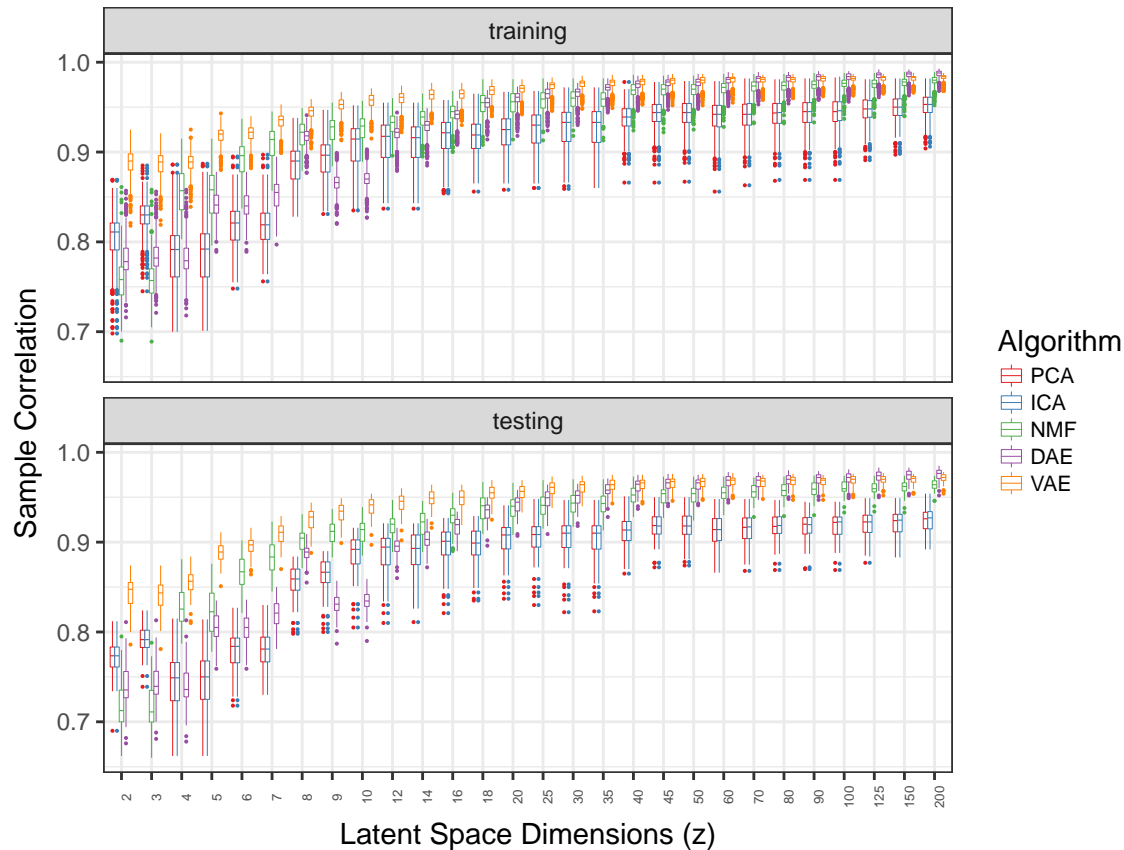 training
1.0
0.9
0.8
0.7
testing
1.0
0.9
0.8
0.7
Sample Correlation
2 3 4 5 6 7 8 9 10 12 14 16 18 20 25 30 35 40 45 50 60 70 80 90 100 125 150 200
Latent Space Dimensions (z)
Algorithm
PCA
ICA
NMF
DAE
VAE